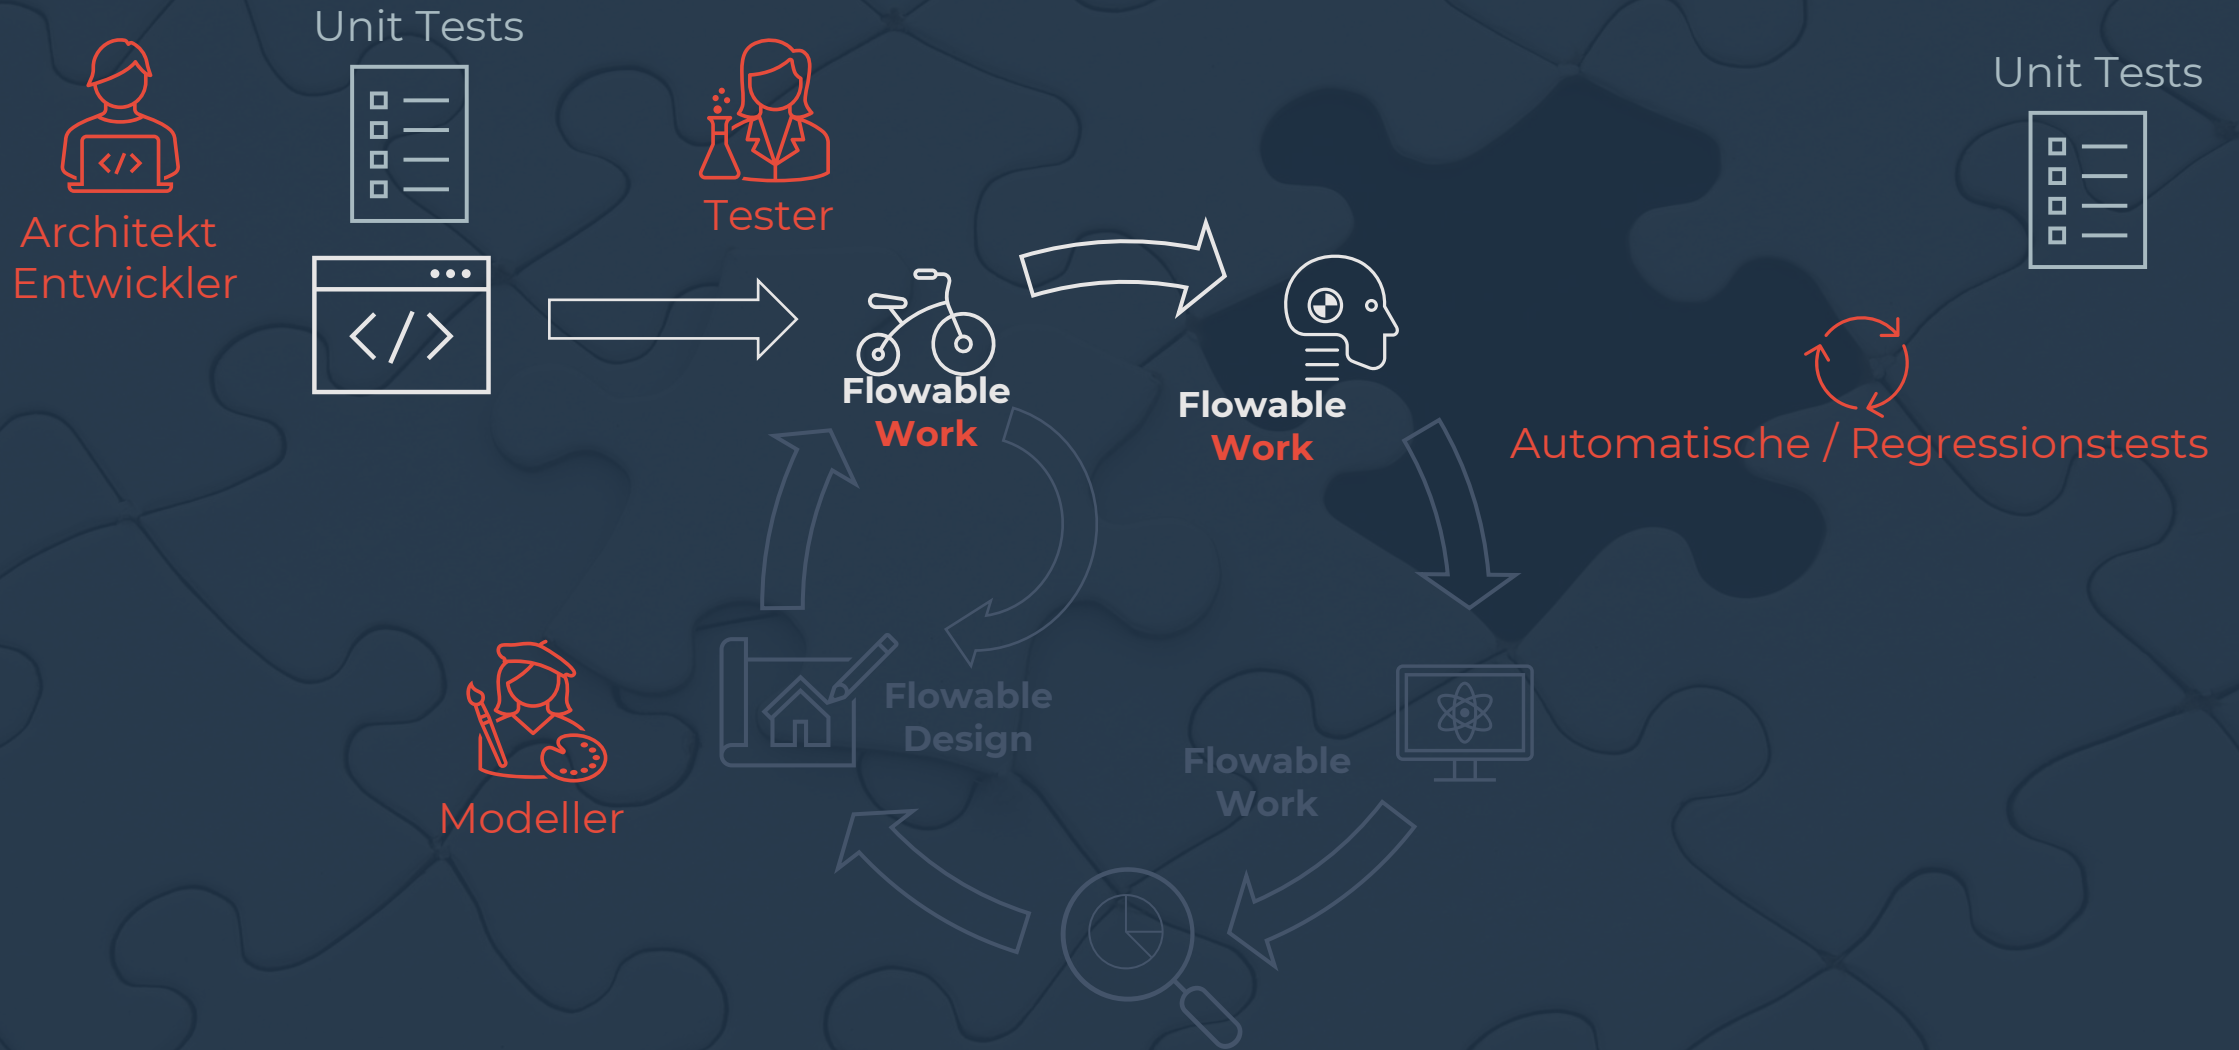 Unit Tests
Architekt
Entwickler
</>
</>
Tester
Flowable
Work
Flowable
Work
Unit Tests
Automatische / Regressionstests
Modeller
Flowable
Design
Flowable
Work